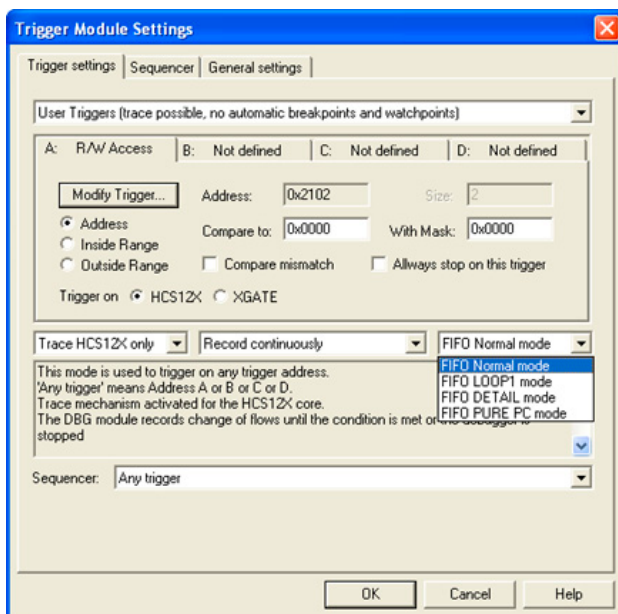 Trigger Module Settings
Trigger settings Sequencer General settings
User Triggers (trace possible, no automatic breakpoints and watchpoints)
A: R/W Access B: Not defined C: Not defined D: Not defined
Modify Trigger... Address: 0x2102 Size: 2
Address
Compare to: 0x0000 With Mask: 0x0000
Inside Range
Outside Range Compare mismatch Allways stop on this trigger
Trigger on HCS12X XGATE
Trace HCS12X only Record continuously FIFO Normal mode
FIFO Normal mode
FIFO LOOP1 mode
FIFO DETAIL mode
FIFO PURE PC mode
This mode is used to trigger on any trigger address.
'Any trigger' means Address A or B or C or D.
Trace mechanism activated for the HCS12X core.
The DBG module records change of flows until the condition is met or the debugger is
stopped
Sequencer: Any trigger
OK Cancel Help